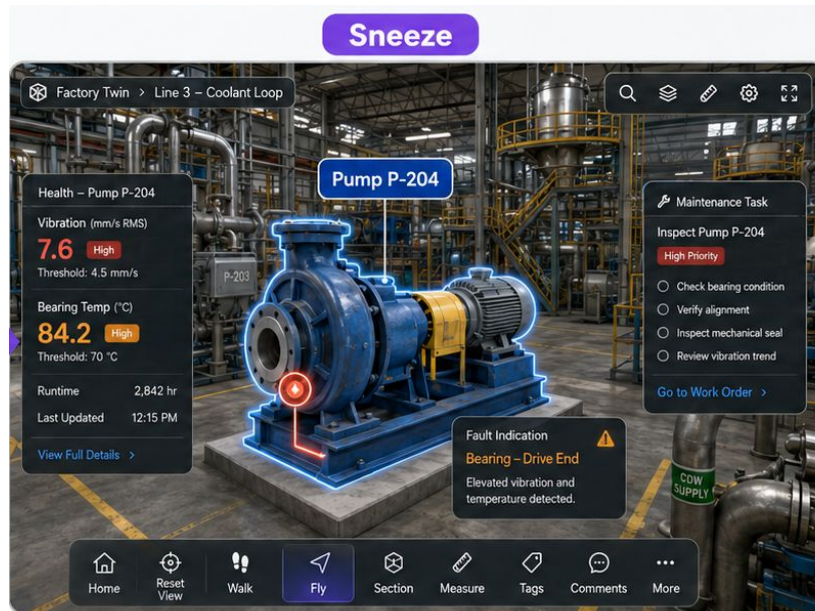 Sneeze
Factory Twin > Line 3 – Coolant Loop
Health – Pump P-204
Vibration (mm/s RMS)
7.6 High
Threshold: 4.5 mm/s
Bearing Temp (°C)
84.2 High
Threshold: 70 °C
Runtime 2,842 hr
Last Updated 12:15 PM
View Full Details >
P-203
Pump P-204
Maintenance Task
Inspect Pump P-204
High Priority
Check bearing condition
Verify alignment
Inspect mechanical seal
Review vibration trend
Go to Work Order >
Fault Indication
Bearing – Drive End
Elevated vibration and
temperature detected.
CDW
SUPPLY
Home
Reset
View
Walk
Fly
Section
Measure
Tags
Comments
More